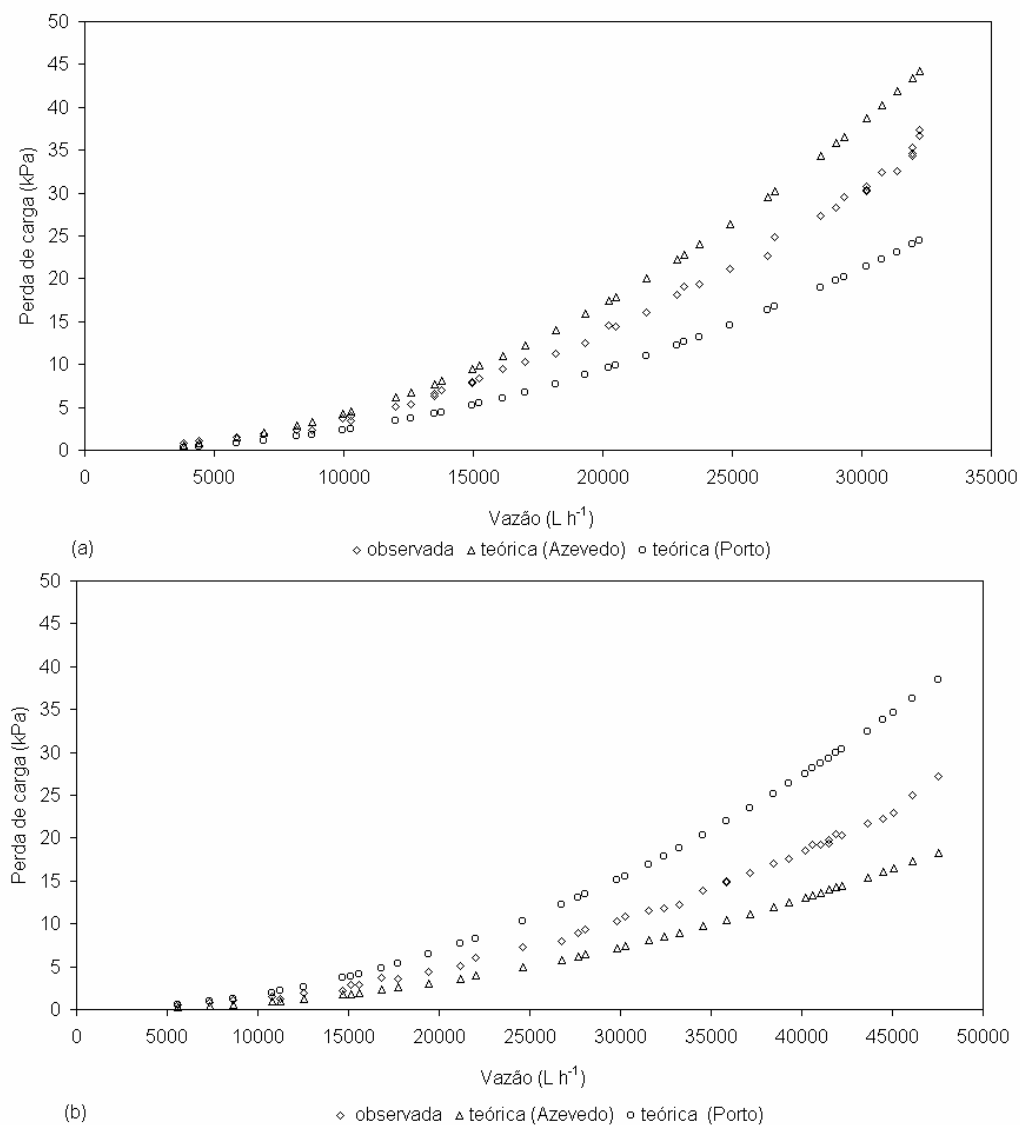 50
45
40
35
30
25
20
15
10
5
0
Perda de carga (kPa)
0 5000 10000 15000 20000 25000 30000 35000
Vazão (L h⁻¹)
(a)
◇ observada △ teórica (Azevedo) ○ teórica (Porto)
50
45
40
35
30
25
20
15
10
5
0
Perda de carga (kPa)
0 5000 10000 15000 20000 25000 30000 35000 40000 45000 50000
Vazão (L h⁻¹)
(b)
◇ observada △ teórica (Azevedo) ○ teórica (Porto)